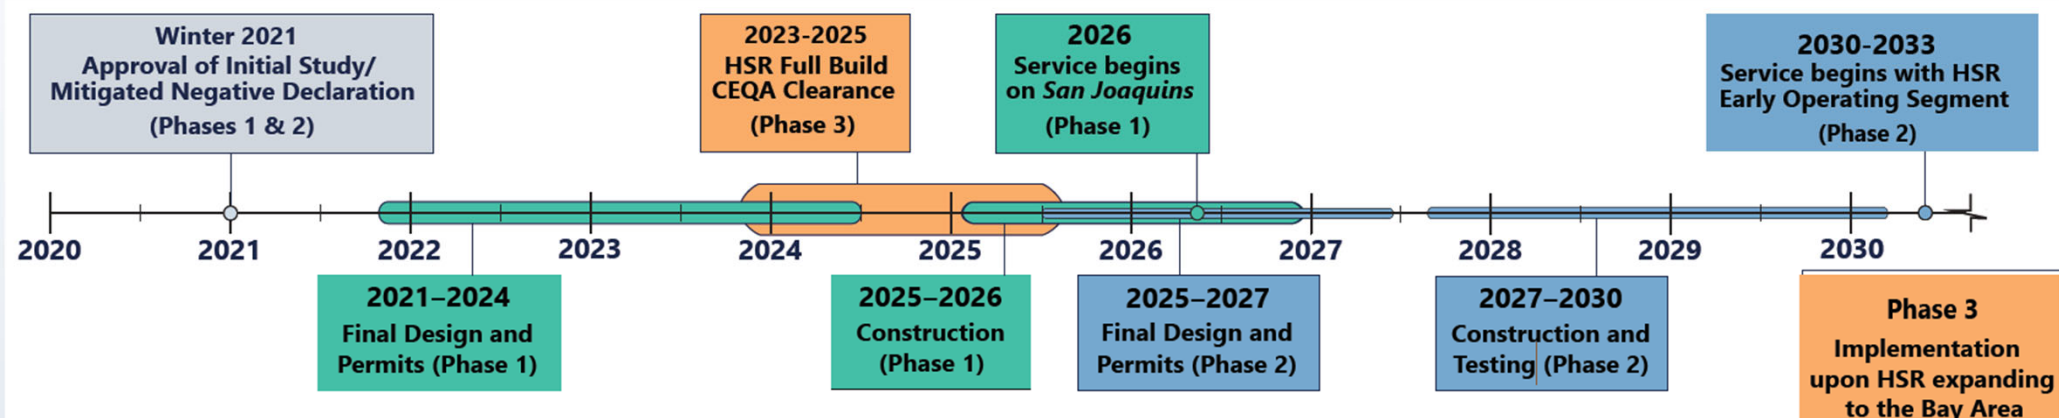 Winter 2021
Approval of Initial Study/
Mitigated Negative Declaration
(Phases 1 & 2)
2023-2025
HSR Full Build
CEQA Clearance
(Phase 3)
2026
Service begins
on San Joaquins
(Phase 1)
2030-2033
Service begins with HSR
Early Operating Segment
(Phase 2)
2020
2021
2022
2023
2024
2025
2026
2027
2028
2029
2030
2021–2024
Final Design and
Permits (Phase 1)
2025–2026
Construction
(Phase 1)
2025–2027
Final Design and
Permits (Phase 2)
2027–2030
Construction and
Testing (Phase 2)
Phase 3
Implementation
upon HSR expanding
to the Bay Area